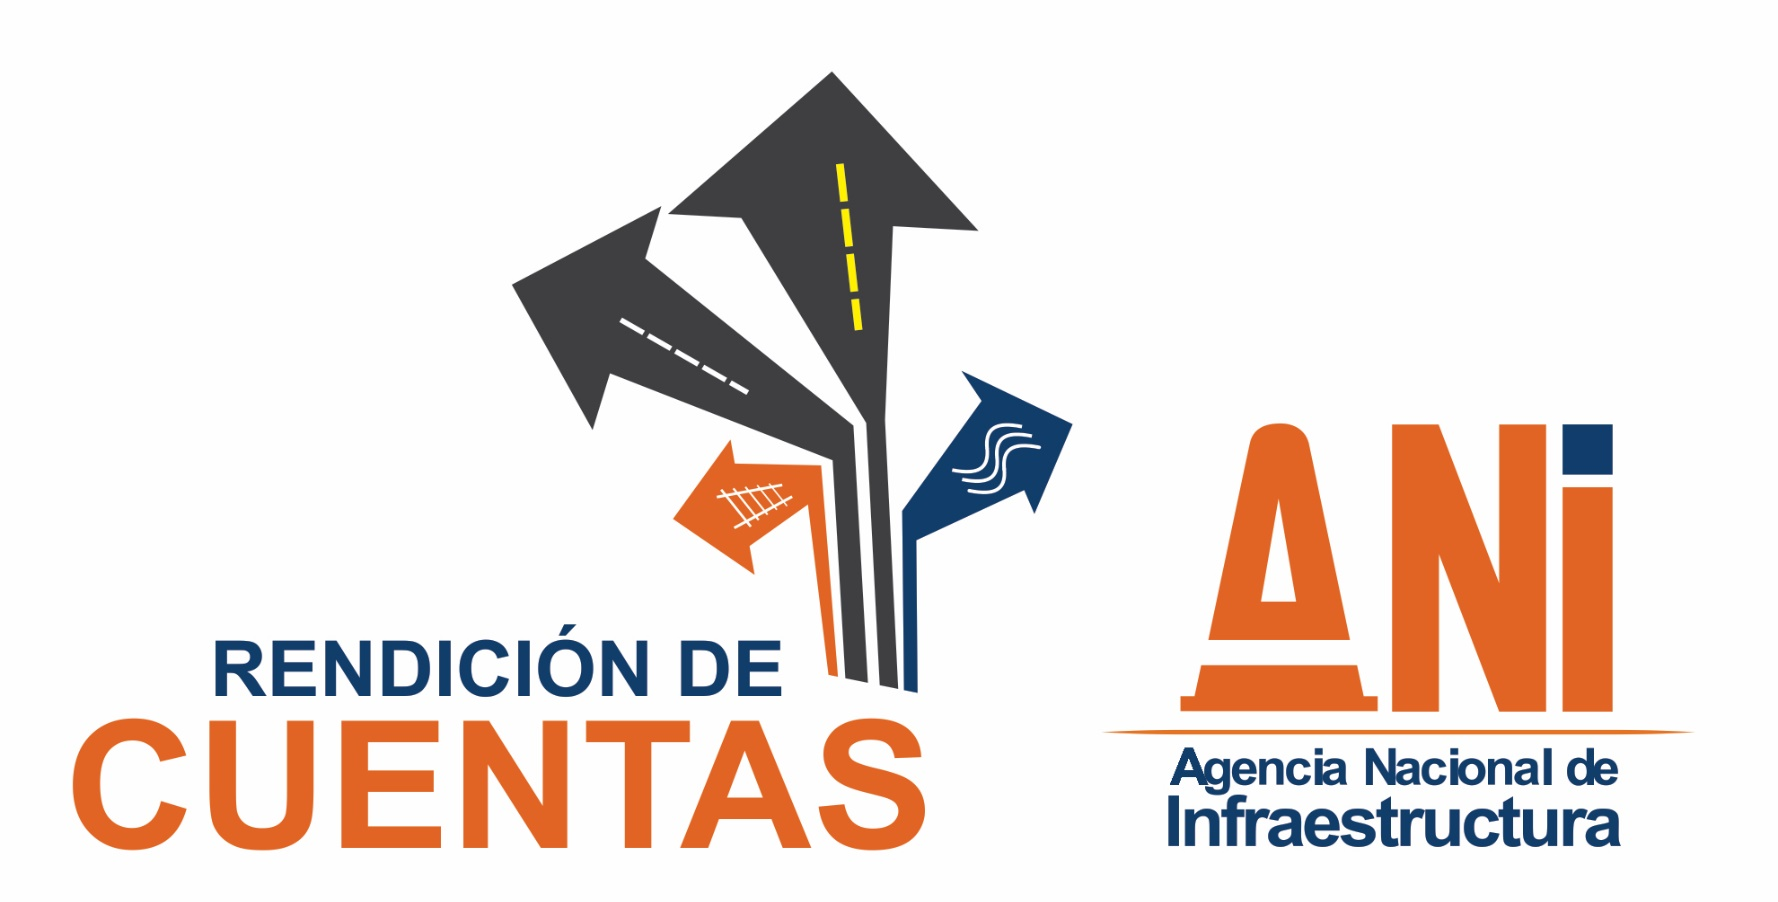 RENDICIÓN DE
CUENTAS
ANi
Agencia Nacional de
Infraestructura